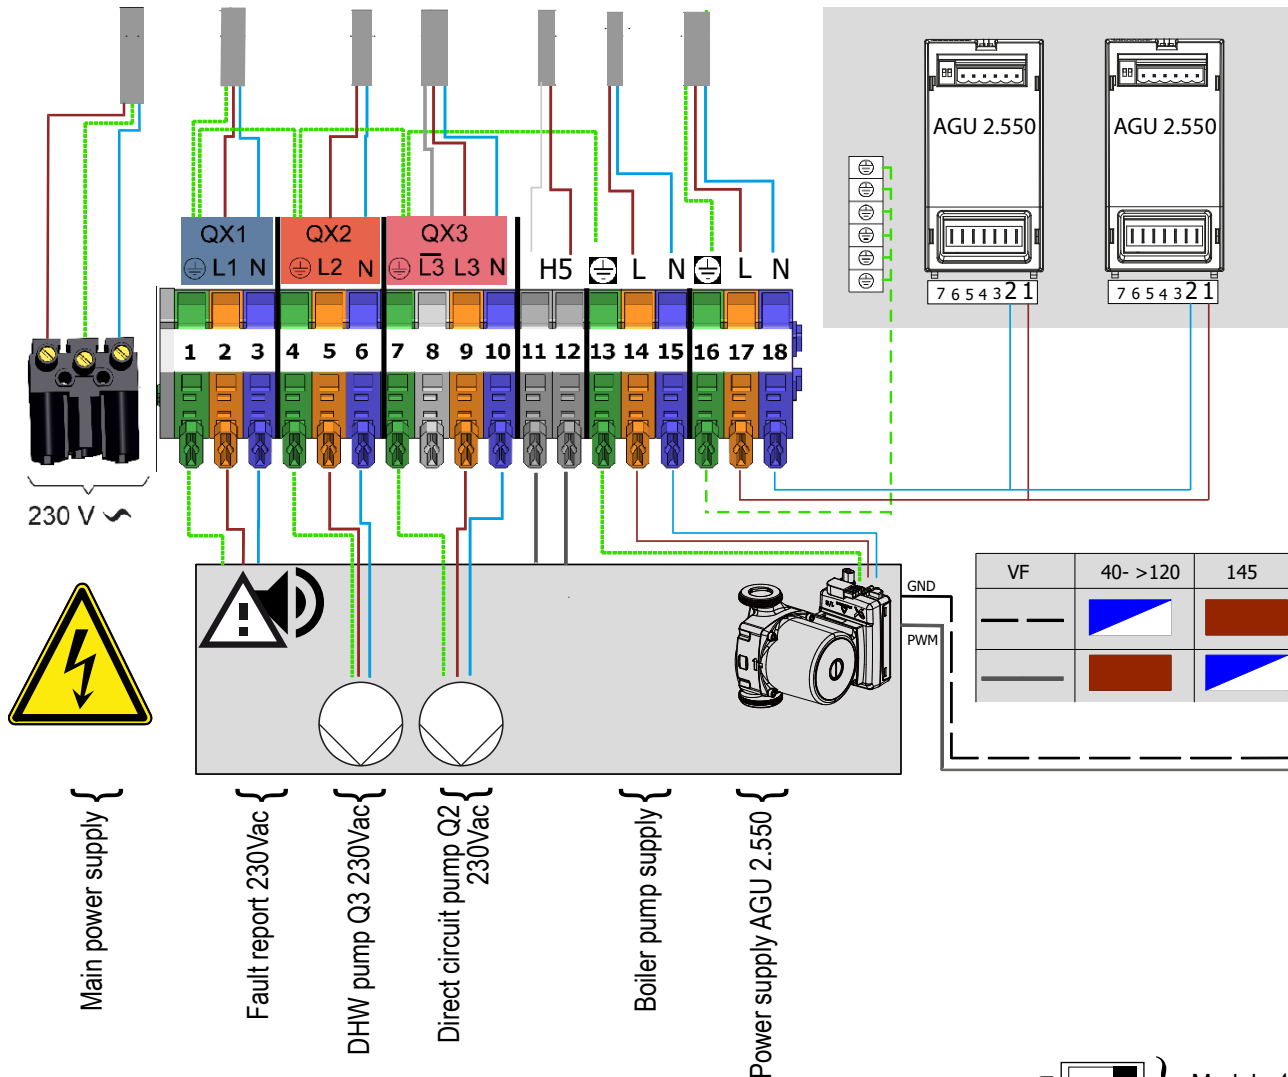 AGU 2.550
AGU 2.550
7 6 5 4 3 2 1
7 6 5 4 3 2 1
QX1
L1 N
QX2
L2 N
QX3
L3 L3 N
H5
L N
L N
1 2 3 4 5 6 7 8 9 10 11 12 13 14 15 16 17 18
230 V
GND
PWM
VF 40- >120 145
Main power supply
Fault report 230Vac
DHW pump Q3 230Vac
Direct circuit pump Q2
230Vac
Boiler pump supply
Power supply AGU 2.550